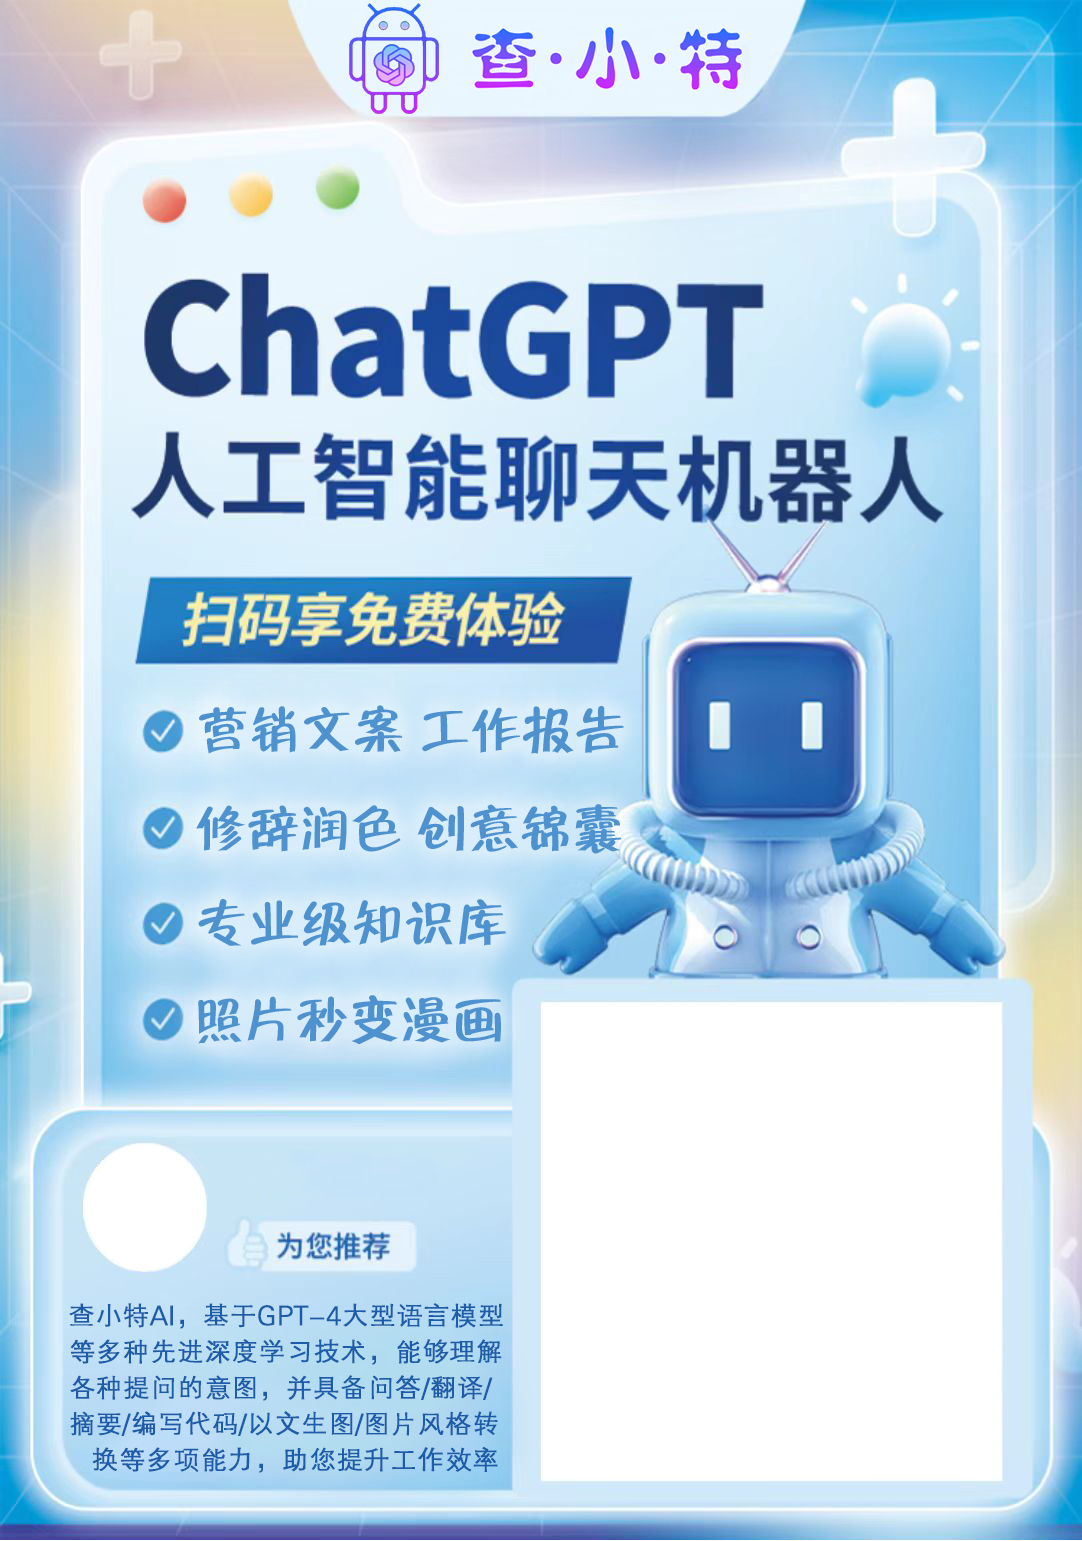 查·小·特
ChatGPT
人工智能聊天机器人
扫码享免费体验
营销文案 工作报告
修辞润色 创意锦囊
专业级知识库
照片秒变漫画
为您推荐
查小特AI，基于GPT-4大型语言模型
等多种先进深度学习技术，能够理解
各种提问的意图，并具备问答/翻译/
摘要/编写代码/以文生图/图片风格转
换等多项能力，助您提升工作效率